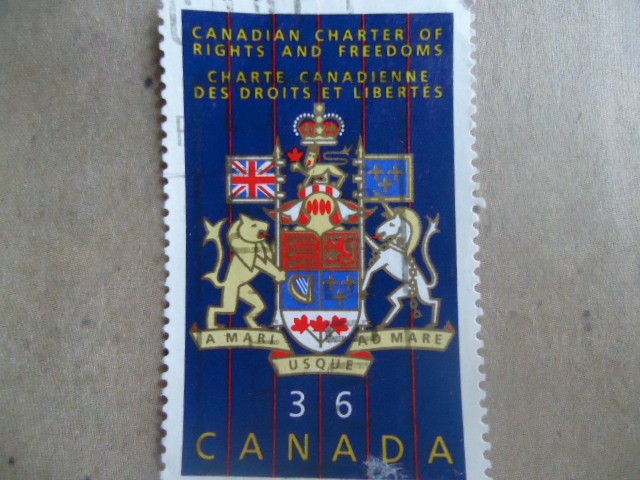 CANADIAN CHARTER OF
RIGHTS AND FREEDOMS
CHARTE CANADIENNE
DES DROITS ET LIBERTÉS
A MARI USQUE AD MARE
36
CANADA